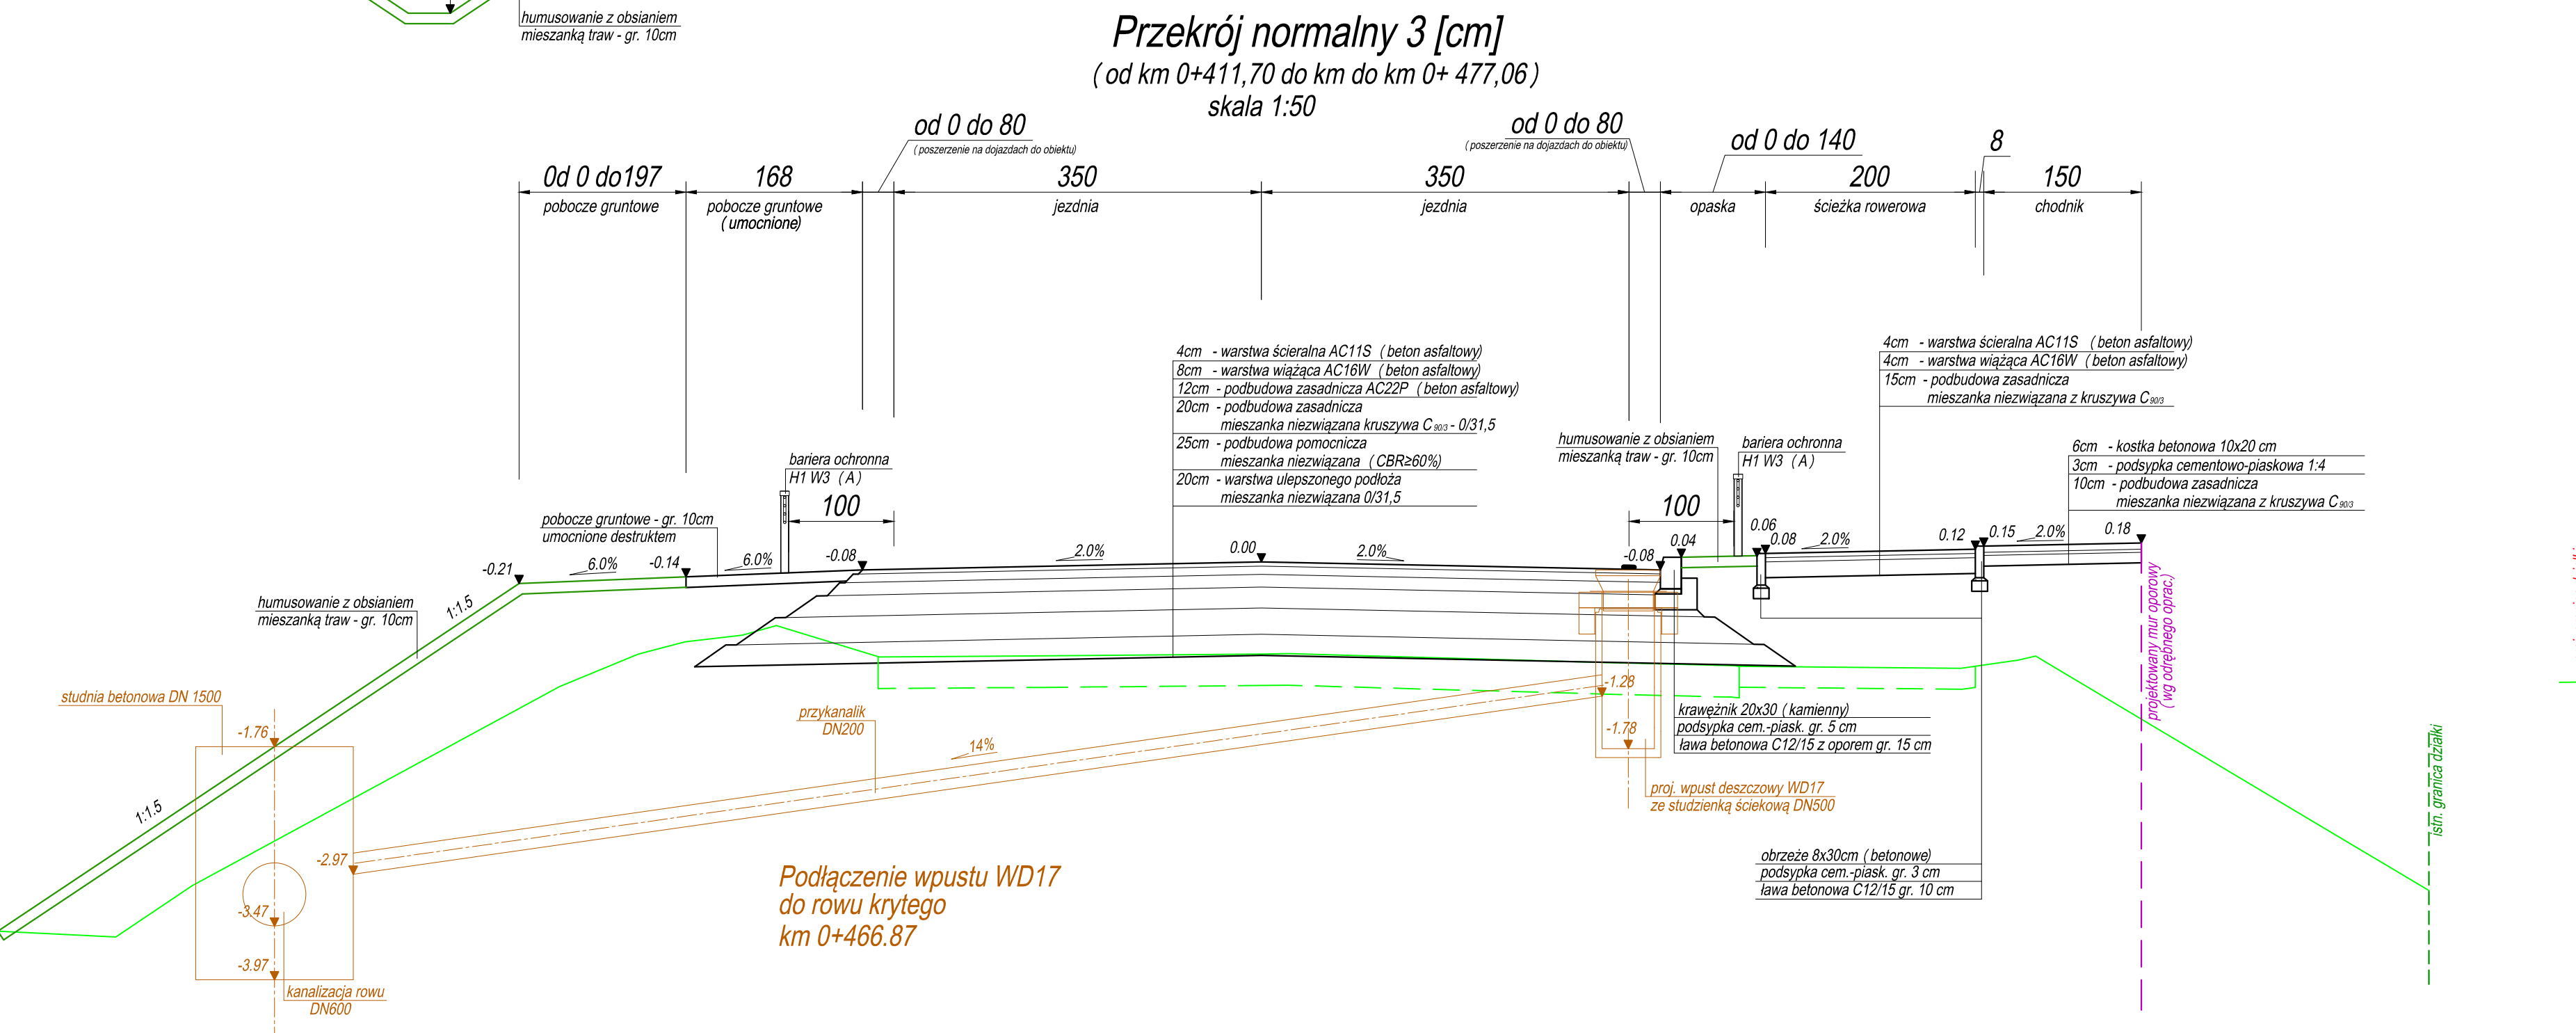 humusowanie z obsianiem
mieszanką traw - gr. 10cm
Przekrój normalny 3 [cm]
( od km 0+411,70 do km do km 0+ 477,06 )
skala 1:50
od 0 do 80
( poszerzenie na dojazdach do obiektu)
od 0 do 80
( poszerzenie na dojazdach do obiektu)
od 0 do 140
8
0d 0 do197
168
350
350
200
150
pobocze gruntowe
pobocze gruntowe
( umocnione)
jezdnia
jezdnia
opaska
ścieżka rowerowa
chodnik
4cm - warstwa ścieralna AC11S ( beton asfaltowy)
8cm - warstwa wiążąca AC16W ( beton asfaltowy)
12cm - podbudowa zasadnicza AC22P ( beton asfaltowy)
20cm - podbudowa zasadnicza
mieszanka niezwiązana kruszywa C 90/3 - 0/31,5
25cm - podbudowa pomocnicza
mieszanka niezwiązana ( CBR≥60%)
20cm - warstwa ulepszonego podłoża
mieszanka niezwiązana 0/31,5
4cm - warstwa ścieralna AC11S ( beton asfaltowy)
4cm - warstwa wiążąca AC16W ( beton asfaltowy)
15cm - podbudowa zasadnicza
mieszanka niezwiązana z kruszywa C 90/3
6cm - kostka betonowa 10x20 cm
3cm - podsypka cementowo-piaskowa 1:4
10cm - podbudowa zasadnicza
mieszanka niezwiązana z kruszywa C 90/3
humusowanie z obsianiem
mieszanką traw - gr. 10cm
bariera ochronna
H1 W3 ( A )
bariera ochronna
H1 W3 ( A )
100
100
pobocze gruntowe - gr. 10cm
umocnione destruktem
-0.21
6.0%
-0.14
6.0%
-0.08
2.0%
0.00
2.0%
-0.08
0.04
0.06
0.08
2.0%
0.12
0.15
2.0%
0.18
humusowanie z obsianiem
mieszanką traw - gr. 10cm
1:1.5
1:1.5
studnia betonowa DN 1500
-1.76
-2.97
-3.47
-3.97
kanalizacja rowu
DN600
przykanalik
DN200
14%
-1.28
-1.78
krawężnik 20x30 ( kamienny)
podsypka cem.-piask. gr. 5 cm
ława betonowa C12/15 z oporem gr. 15 cm
proj. wpust deszczowy WD17
ze studzienką ściekową DN500
obrzeże 8x30cm ( betonowe)
podsypka cem.-piask. gr. 3 cm
ława betonowa C12/15 gr. 10 cm
Podłączenie wpustu WD17
do rowu krytego
km 0+466.87
projektowany mur oporowy
( wg odrębnego oprac.)
istn. granica działki